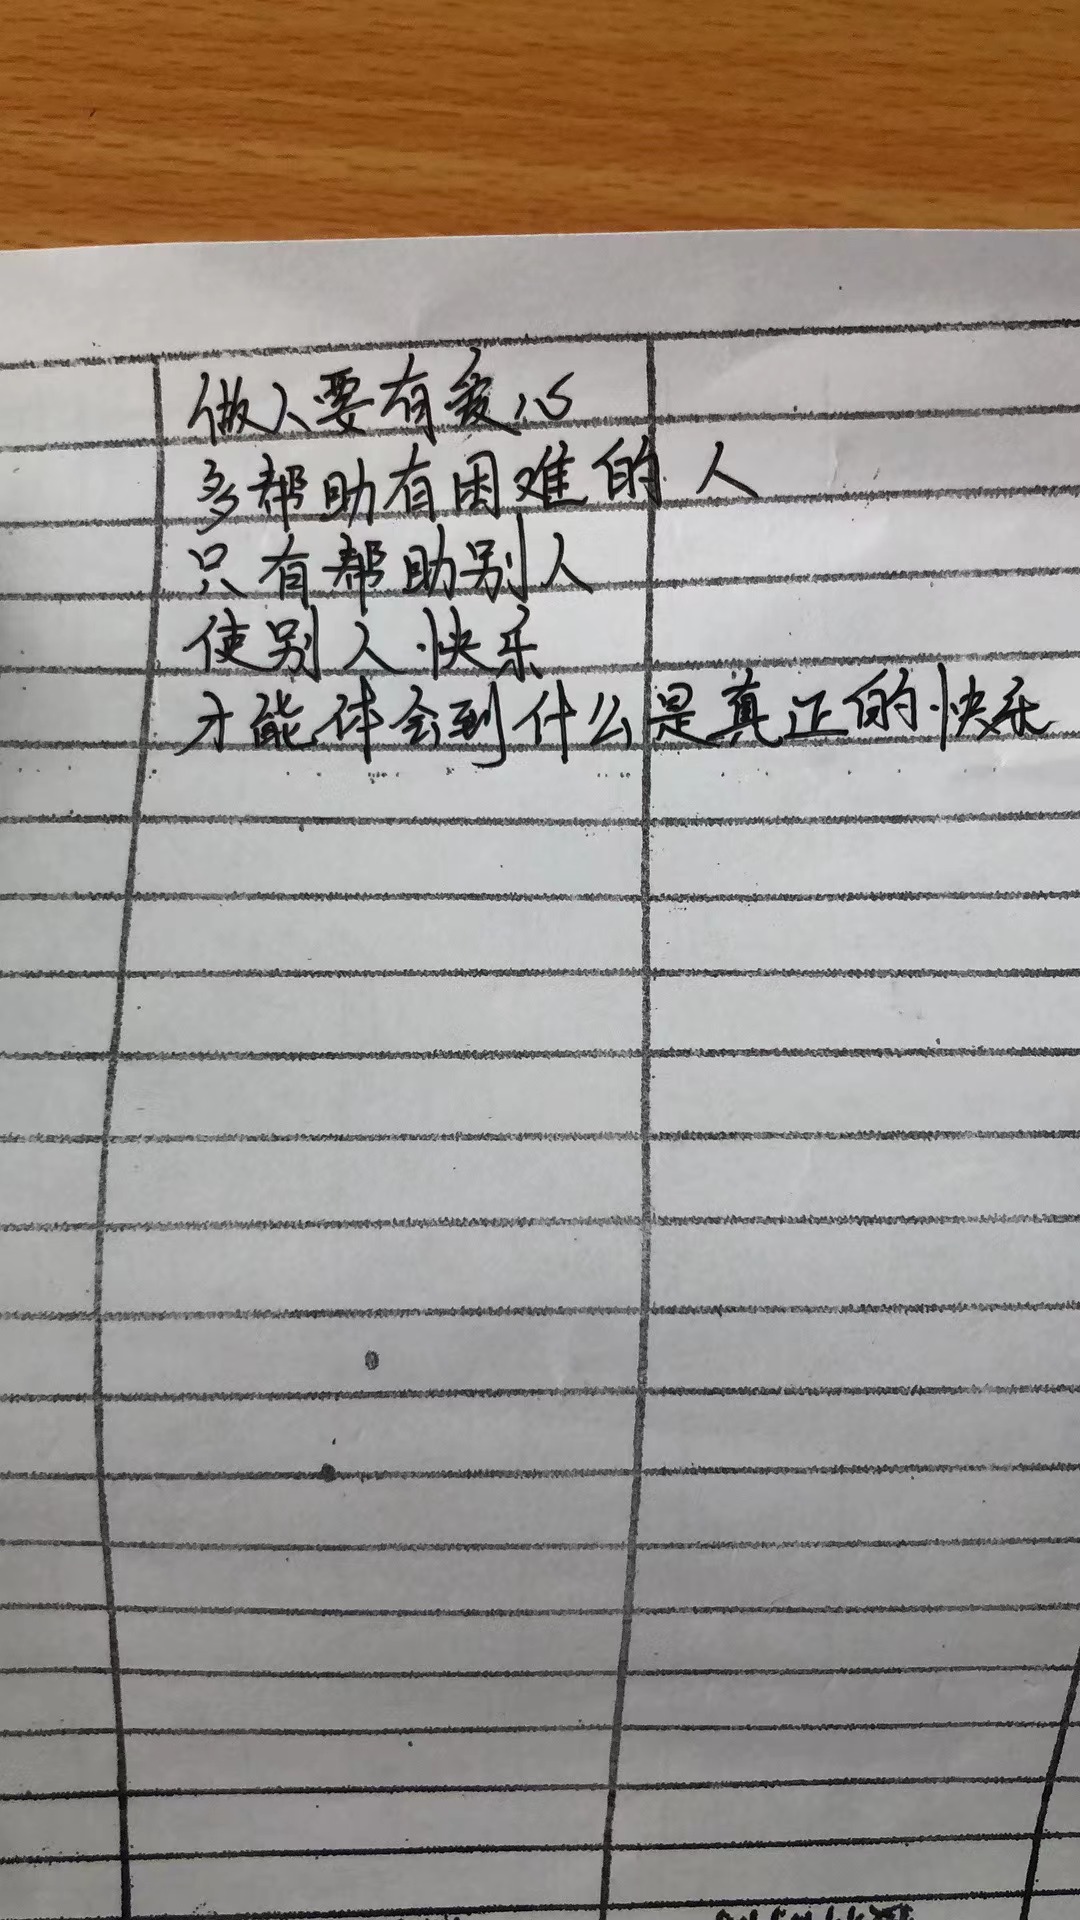 做人要有爱心
多帮助有困难的人
只有帮助别人
使别人快乐
才能体会到什么是真正的快乐